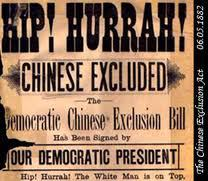 HIP! HURRAH!
CHINESE EXCLUDED
The
Democratic Chinese Exclusion Bill
Has Been Signed by
OUR DEMOCRATIC PRESIDENT
Hip! Hurrah! The White Man is on Top,
The Chinese Exclusion Act 06.05.1882